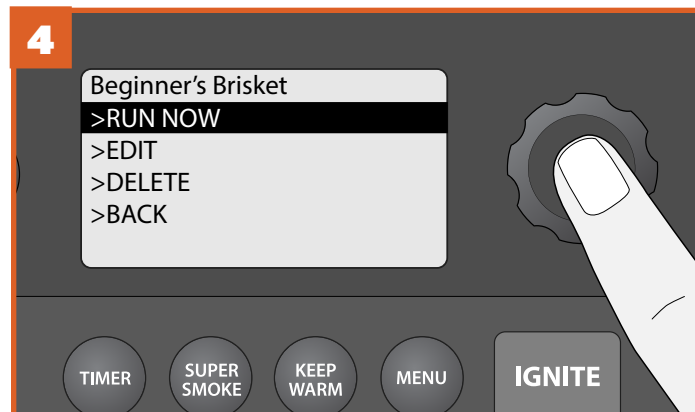 4
Beginner’s Brisket
>RUN NOW
>EDIT
>DELETE
>BACK
TIMER
SUPER
SMOKE
KEEP
WARM
MENU
IGNITE